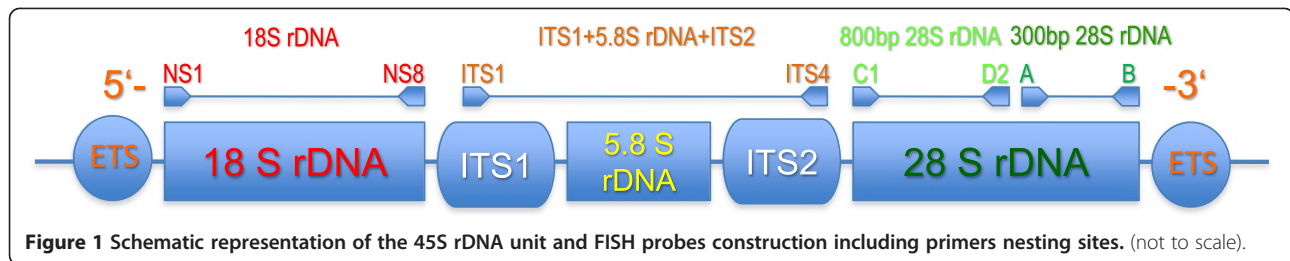 18S rDNA
ITS1+5.8S rDNA+ITS2
800bp 28S rDNA
300bp 28S rDNA
5‘-
NS1
NS8
ITS1
ITS4
C1
D2
A
B
-3‘
ETS
18 S rDNA
ITS1
5.8 S
rDNA
ITS2
28 S rDNA
ETS
Figure 1 Schematic representation of the 45S rDNA unit and FISH probes construction including primers nesting sites. (not to scale).